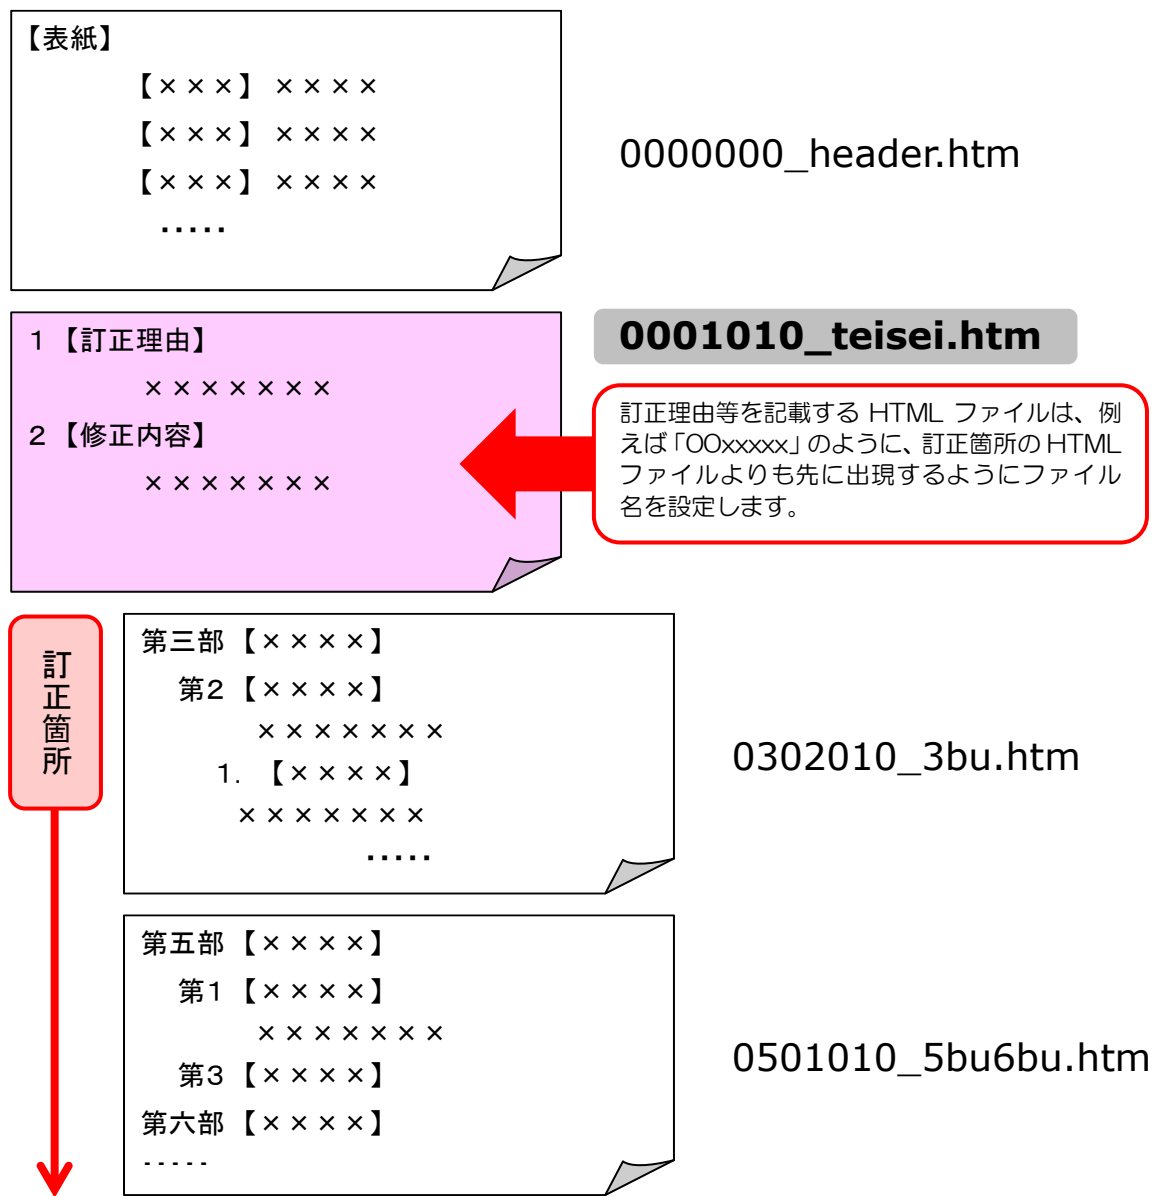 【表紙】
【×××】 ××××
【×××】 ××××
【×××】 ××××
･････
0000000_header.htm
1 【訂正理由】
×××××××
2 【修正内容】
×××××××
0001010_teisei.htm
訂正理由等を記載する HTML ファイルは、例
えば「00xxxxx」のように、訂正箇所の HTML
ファイルよりも先に出現するようにファイル
名を設定します。
訂正箇所
第三部 【××××】
第2 【××××】
×××××××
1. 【××××】
×××××××
･････
0302010_3bu.htm
第五部 【××××】
第1 【××××】
×××××××
第3 【××××】
第六部 【××××】
･････
0501010_5bu6bu.htm